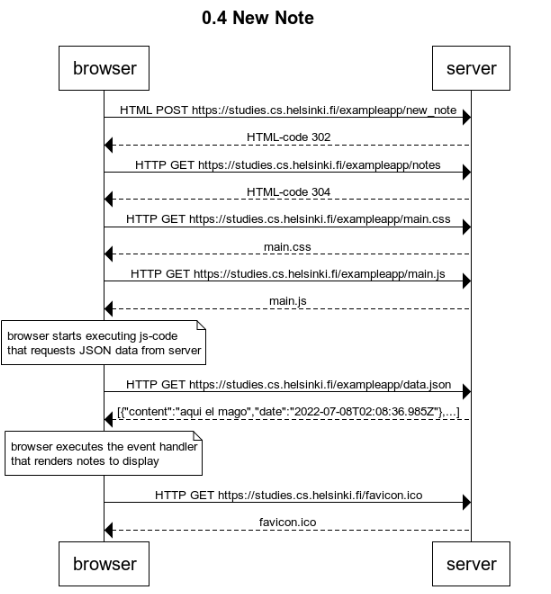 0.4 New Note
browser
server
HTML POST https://studies.cs.helsinki.fi/exampleapp/new_note
HTML-code 302
HTTP GET https://studies.cs.helsinki.fi/exampleapp/notes
HTML-code 304
HTTP GET https://studies.cs.helsinki.fi/exampleapp/main.css
main.css
HTTP GET https://studies.cs.helsinki.fi/exampleapp/main.js
main.js
browser starts executing js-code
that requests JSON data from server
HTTP GET https://studies.cs.helsinki.fi/exampleapp/data.json
[{"content":"aqui el mago","date":"2022-07-08T02:08:36.985Z"},...]
browser executes the event handler
that renders notes to display
HTTP GET https://studies.cs.helsinki.fi/favicon.ico
favicon.ico
browser
server